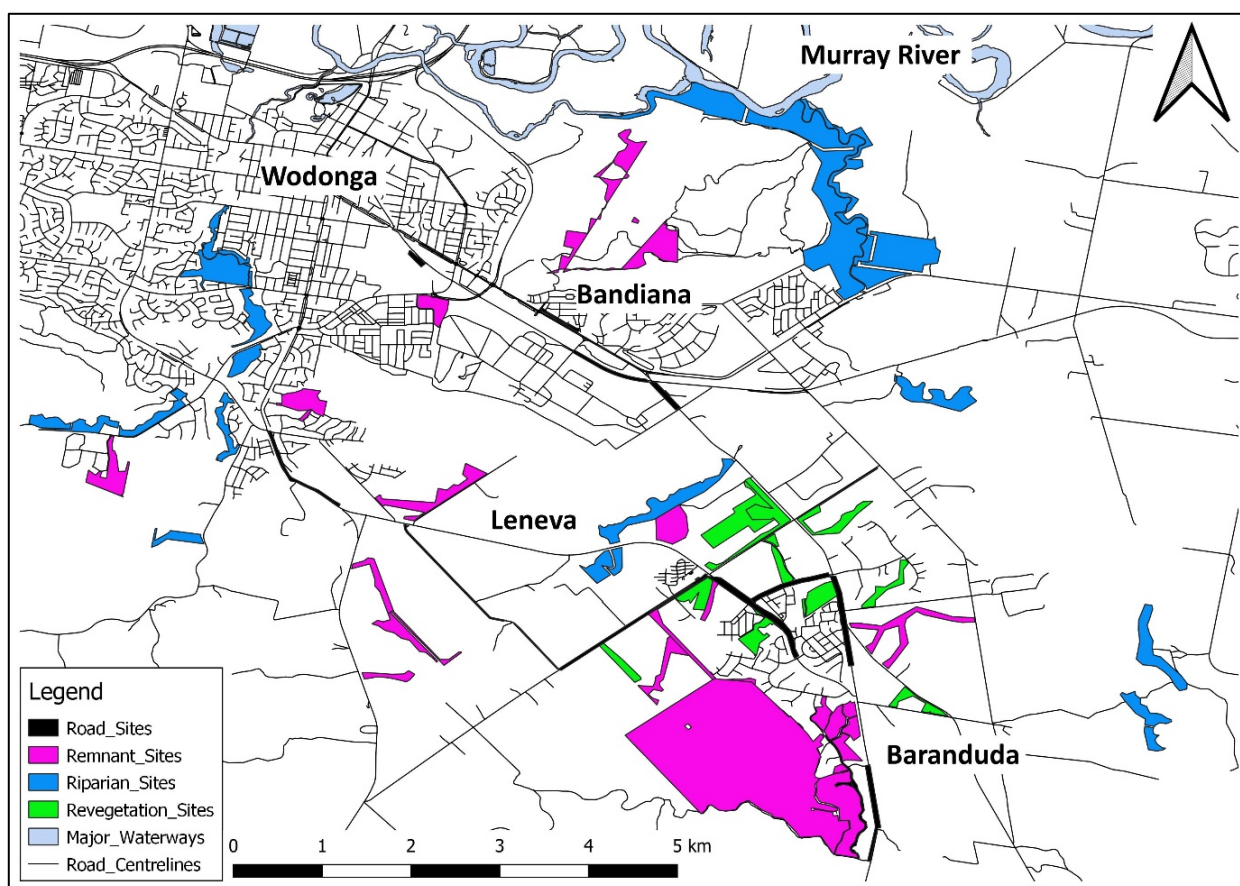 Murray River
Wodonga
Bandiana
Leneva
Baranduda
Legend
Road_Sites
Remnant_Sites
Riparian_Sites
Revegetation_Sites
Major_Waterways
Road_Centrelines
0 1 2 3 4 5 km